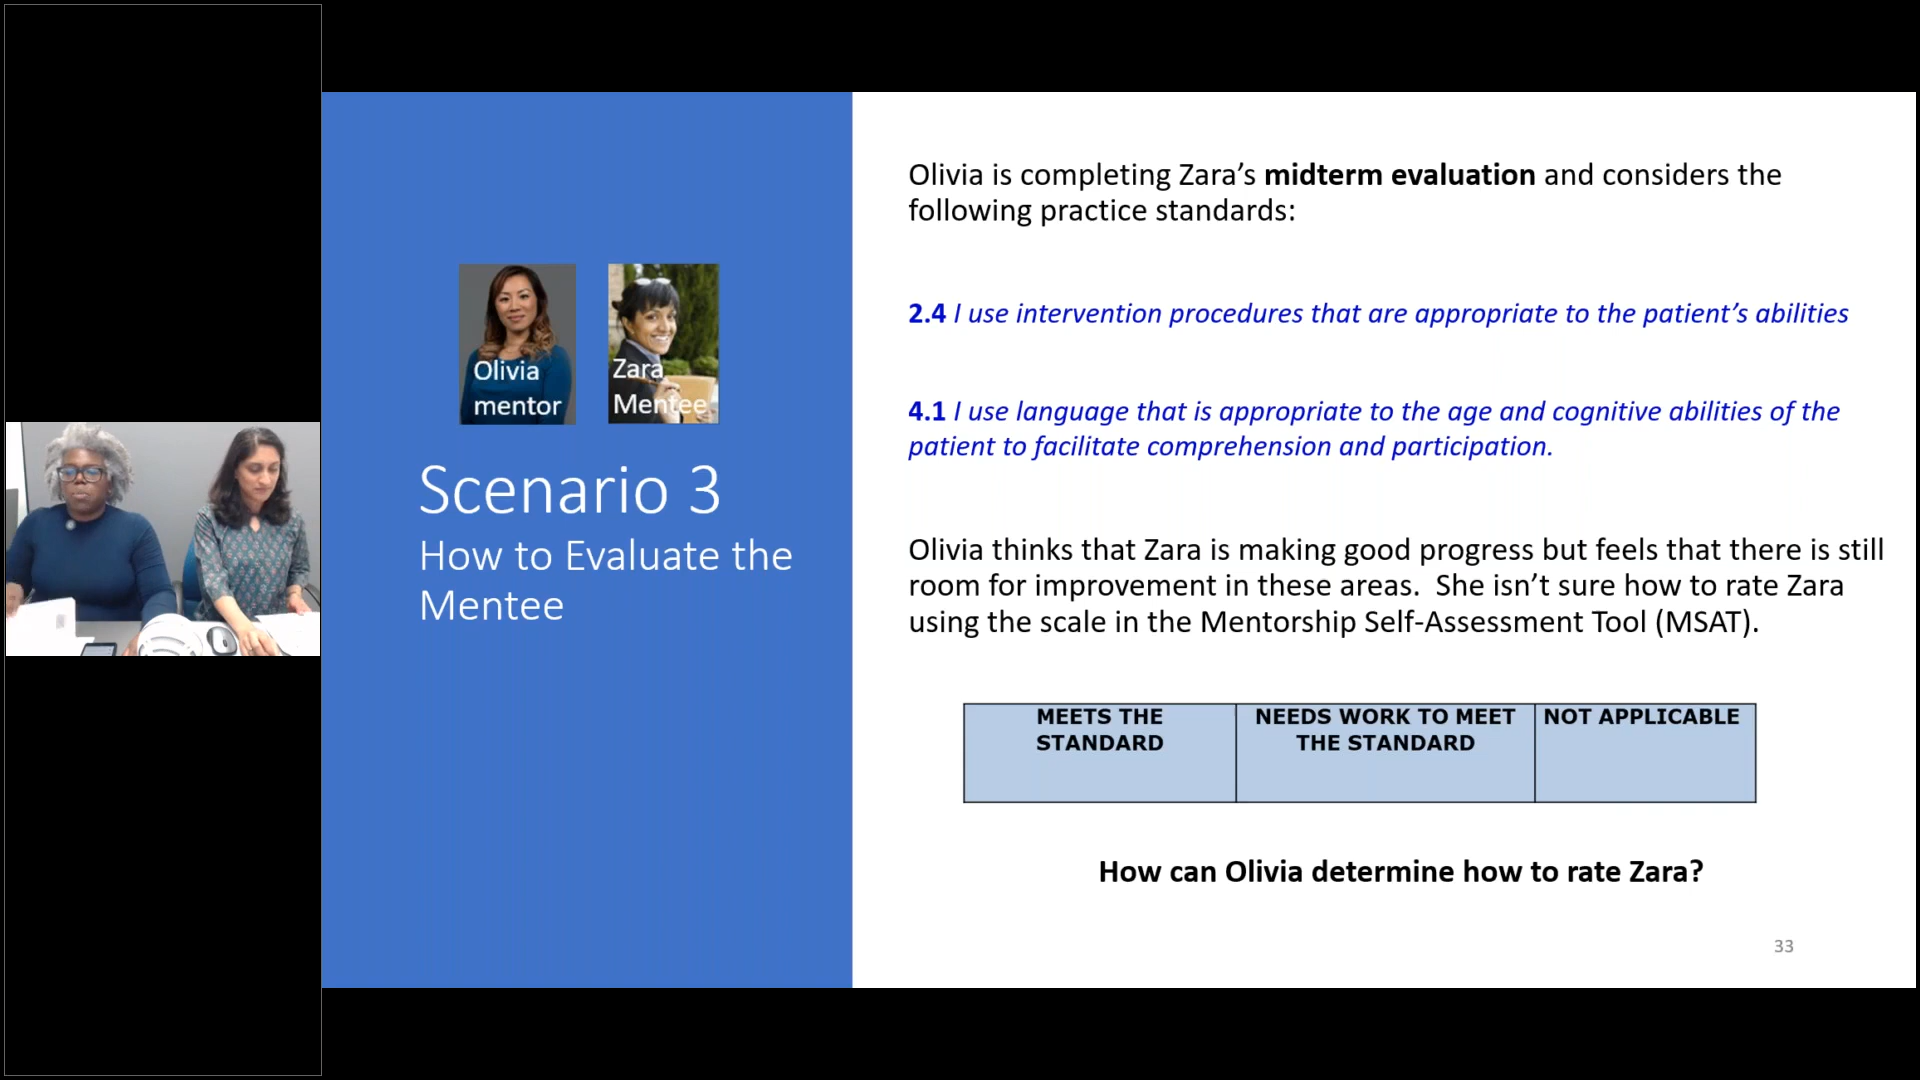 Olivia
mentor
Zara
Mentee
Scenario 3
How to Evaluate the
Mentee
Olivia is completing Zara’s midterm evaluation and considers the
following practice standards:
2.4 I use intervention procedures that are appropriate to the patient’s abilities
4.1 I use language that is appropriate to the age and cognitive abilities of the
patient to facilitate comprehension and participation.
Olivia thinks that Zara is making good progress but feels that there is still
room for improvement in these areas.  She isn’t sure how to rate Zara
using the scale in the Mentorship Self-Assessment Tool (MSAT).
MEETS THE
STANDARD
NEEDS WORK TO MEET
THE STANDARD
NOT APPLICABLE
How can Olivia determine how to rate Zara?
33